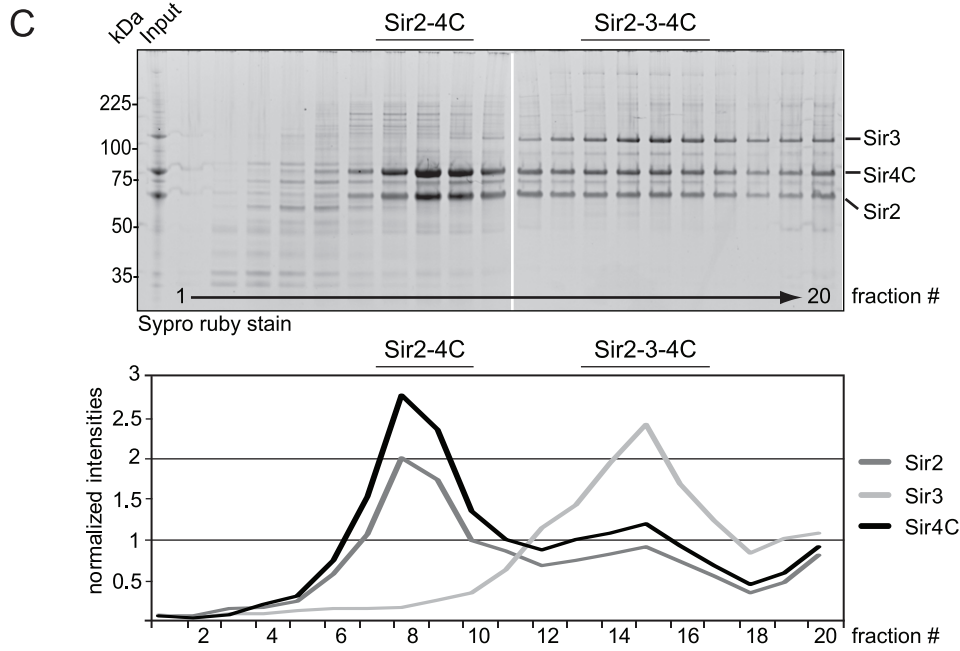 C
kDa
Input
Sir2-4C
Sir2-3-4C
225
100
75
50
35
Sir3
Sir4C
Sir2
1
20
fraction #
Sypro ruby stain
Sir2-4C
Sir2-3-4C
normalized intensities
3
2.5
2
1.5
1
0.5
Sir2
Sir3
Sir4C
2 4 6 8 10 12 14 16 18 20 fraction #